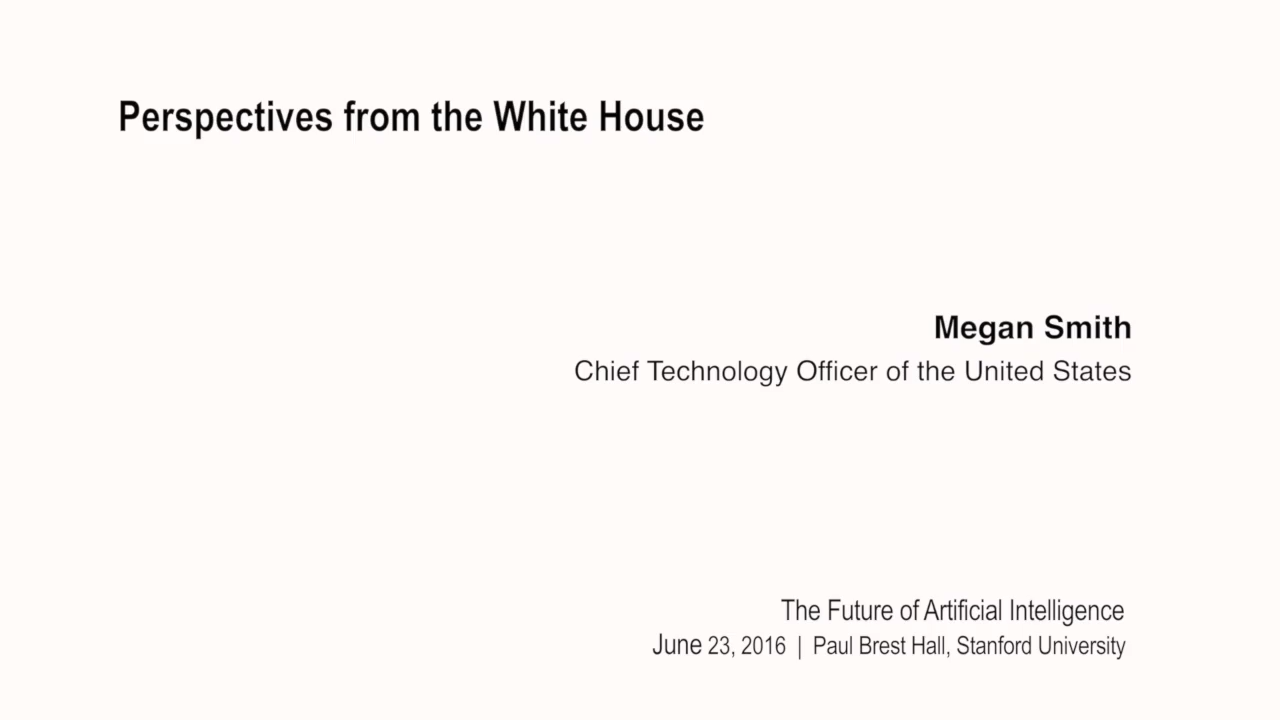 Perspectives from the White House
Megan Smith
Chief Technology Officer of the United States
The Future of Artificial Intelligence
June 23, 2016 | Paul Brest Hall, Stanford University